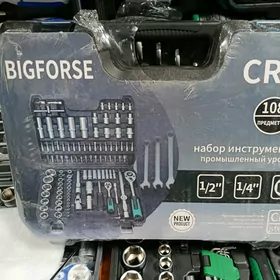 BIGFORSE
CR
108
ПРЕДМЕТ
набор инструмен
промышленный уро
1/2" 1/4"
NEW
PRODUCT